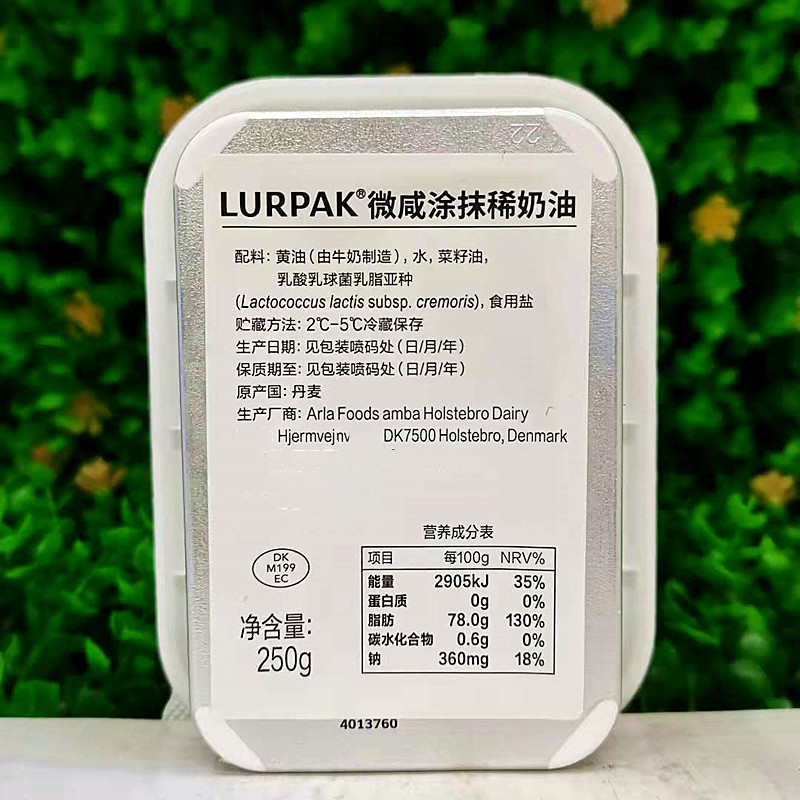 22
LURPAK®微咸涂抹稀奶油
配料: 黄油(由牛奶制造), 水, 菜籽油,
乳酸乳球菌乳脂亚种
(Lactococcus lactis subsp. cremoris), 食用盐
贮藏方法: 2℃-5℃冷藏保存
生产日期: 见包装喷码处(日/月/年)
保质期至: 见包装喷码处(日/月/年)
原产国: 丹麦
生产厂商: Arla Foods amba Holstebro Dairy
Hjermvejnv DK7500 Holstebro, Denmark
营养成分表
项目 每100g NRV%
能量 2905kJ 35%
蛋白质 0g 0%
脂肪 78.0g 130%
碳水化合物 0.6g 0%
钠 360mg 18%
DK
M199
EC
净含量:
250g
4013760